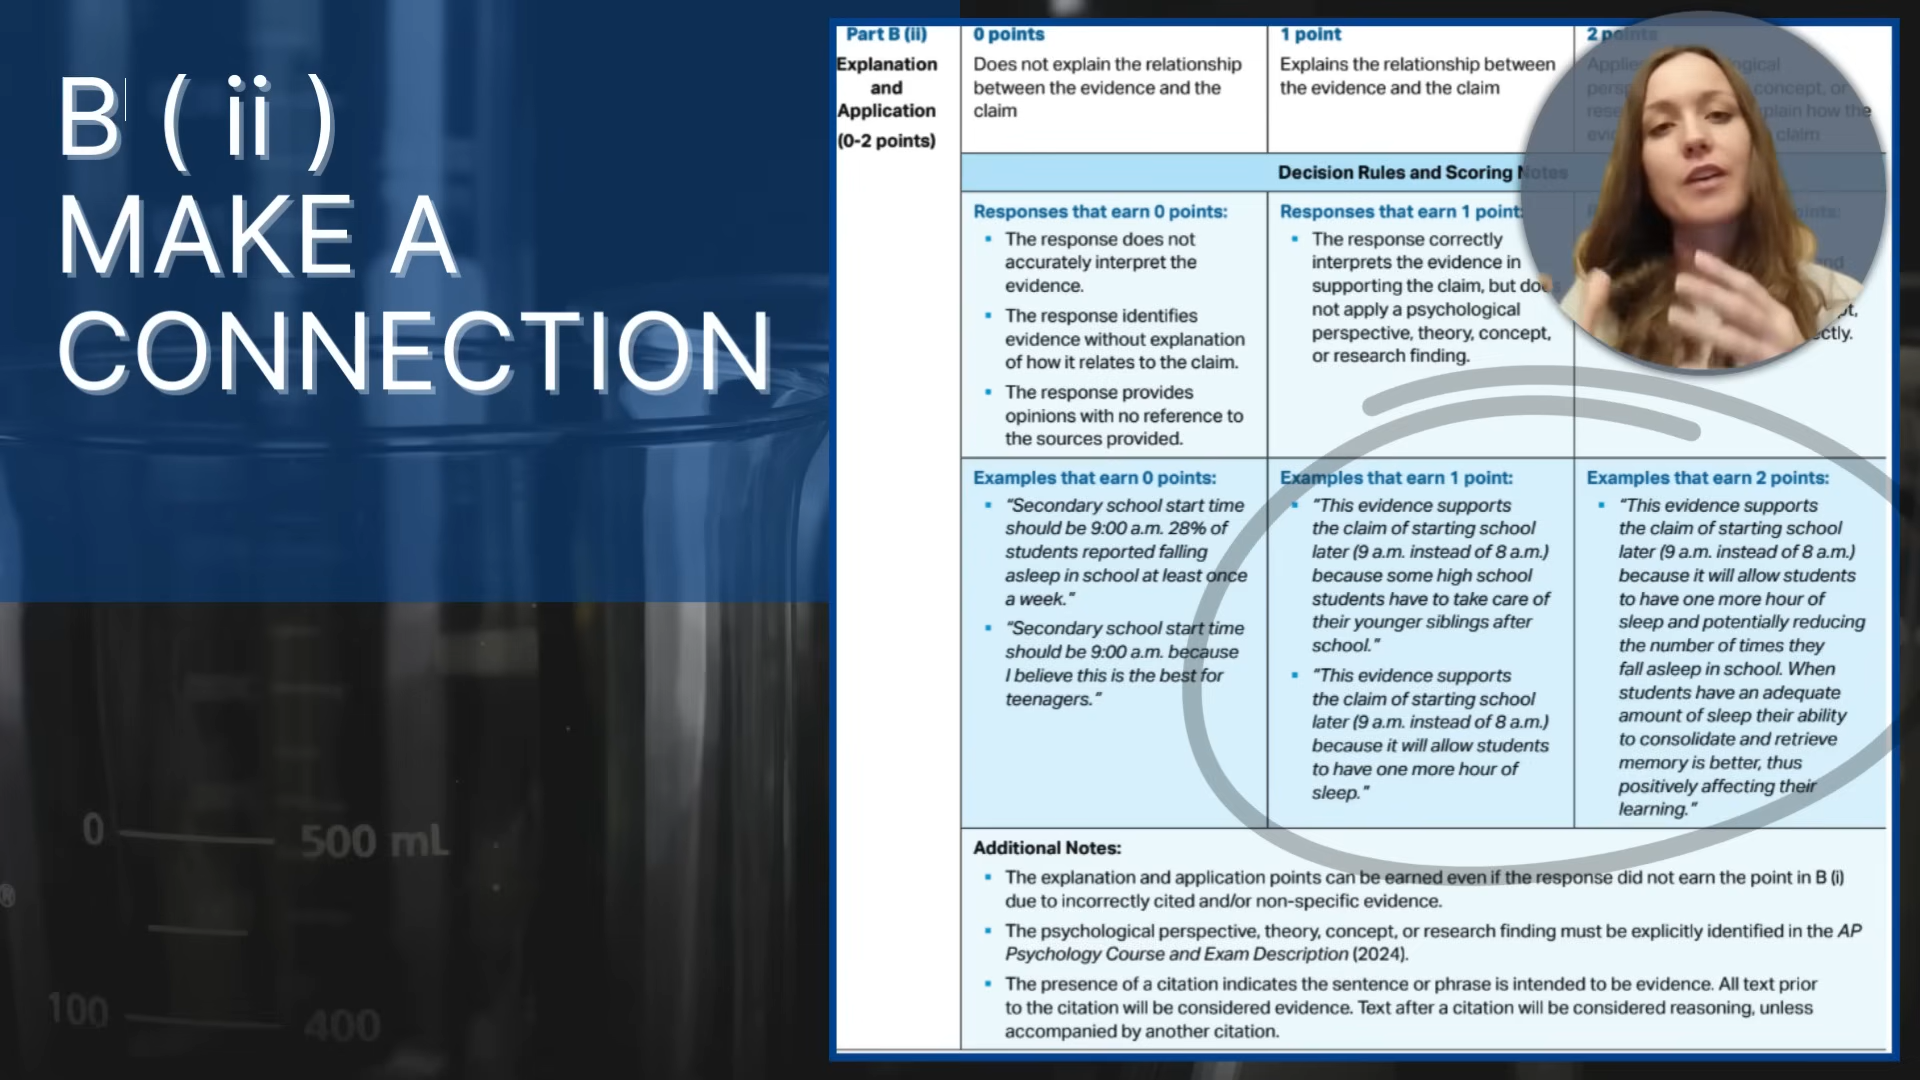 B ( ii )
MAKE A
CONNECTION
0
500 mL
®
100
400
Part B (ii)
Explanation
and
Application
(0-2 points)
0 points
Does not explain the relationship
between the evidence and the
claim
1 point
Explains the relationship between
the evidence and the claim
2 points
concept, or
explain how the
claim
Decision Rules and Scoring Notes
Responses that earn 0 points:
▪ The response does not
accurately interpret the
evidence.
▪ The response identifies
evidence without explanation
of how it relates to the claim.
▪ The response provides
opinions with no reference to
the sources provided.
Responses that earn 1 point:
▪ The response correctly
interprets the evidence in
supporting the claim, but does
not apply a psychological
perspective, theory, concept,
or research finding.
Examples that earn 0 points:
▪ “Secondary school start time
should be 9:00 a.m. 28% of
students reported falling
asleep in school at least once
a week.”
▪ “Secondary school start time
should be 9:00 a.m. because
I believe this is the best for
teenagers.”
Examples that earn 1 point:
▪ “This evidence supports
the claim of starting school
later (9 a.m. instead of 8 a.m.)
because some high school
students have to take care of
their younger siblings after
school.”
▪ “This evidence supports
the claim of starting school
later (9 a.m. instead of 8 a.m.)
because it will allow students
to have one more hour of
sleep.”
Examples that earn 2 points:
▪ “This evidence supports
the claim of starting school
later (9 a.m. instead of 8 a.m.)
because it will allow students
to have one more hour of
sleep and potentially reducing
the number of times they
fall asleep in school. When
students have an adequate
amount of sleep their ability
to consolidate and retrieve
memory is better, thus
positively affecting their
learning.”
Additional Notes:
▪ The explanation and application points can be earned even if the response did not earn the point in B (i)
due to incorrectly cited and/or non-specific evidence.
▪ The psychological perspective, theory, concept, or research finding must be explicitly identified in the AP
Psychology Course and Exam Description (2024).
▪ The presence of a citation indicates the sentence or phrase is intended to be evidence. All text prior
to the citation will be considered evidence. Text after a citation will be considered reasoning, unless
accompanied by another citation.